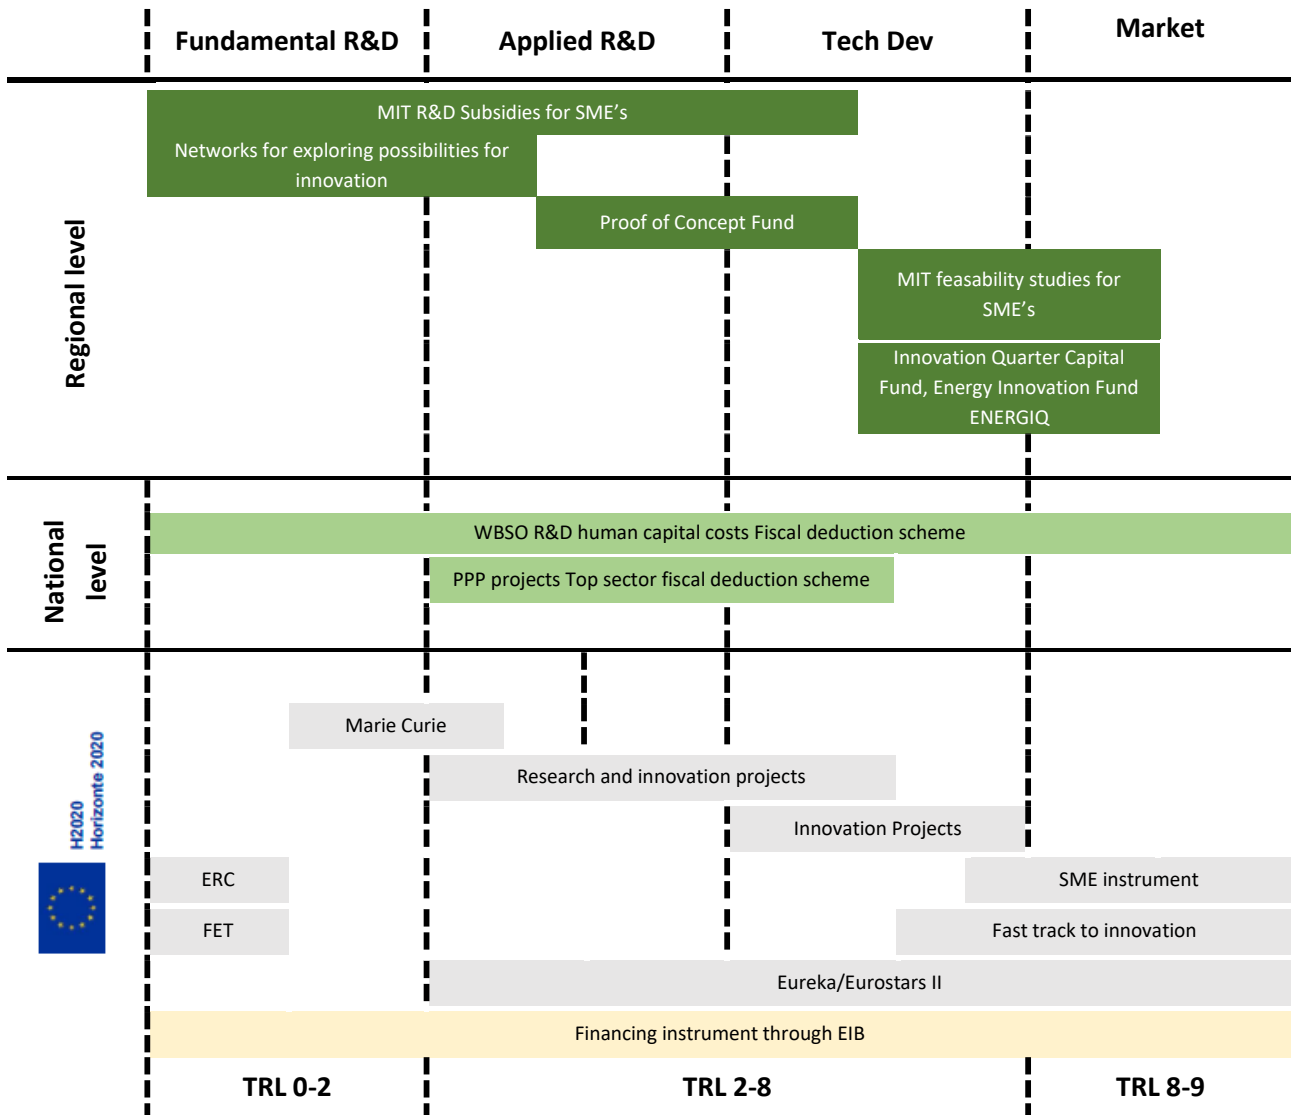 Fundamental R&D
Applied R&D
Tech Dev
Market
Regional level
MIT R&D Subsidies for SME's
Networks for exploring possibilities for
innovation
Proof of Concept Fund
MIT feasability studies for
SME's
Innovation Quarter Capital
Fund, Energy Innovation Fund
ENERGIQ
National
level
WBSO R&D human capital costs Fiscal deduction scheme
PPP projects Top sector fiscal deduction scheme
H2020
Horizonte 2020
Marie Curie
Research and innovation projects
Innovation Projects
ERC
SME instrument
FET
Fast track to innovation
Eureka/Eurostars II
Financing instrument through EIB
TRL 0-2
TRL 2-8
TRL 8-9